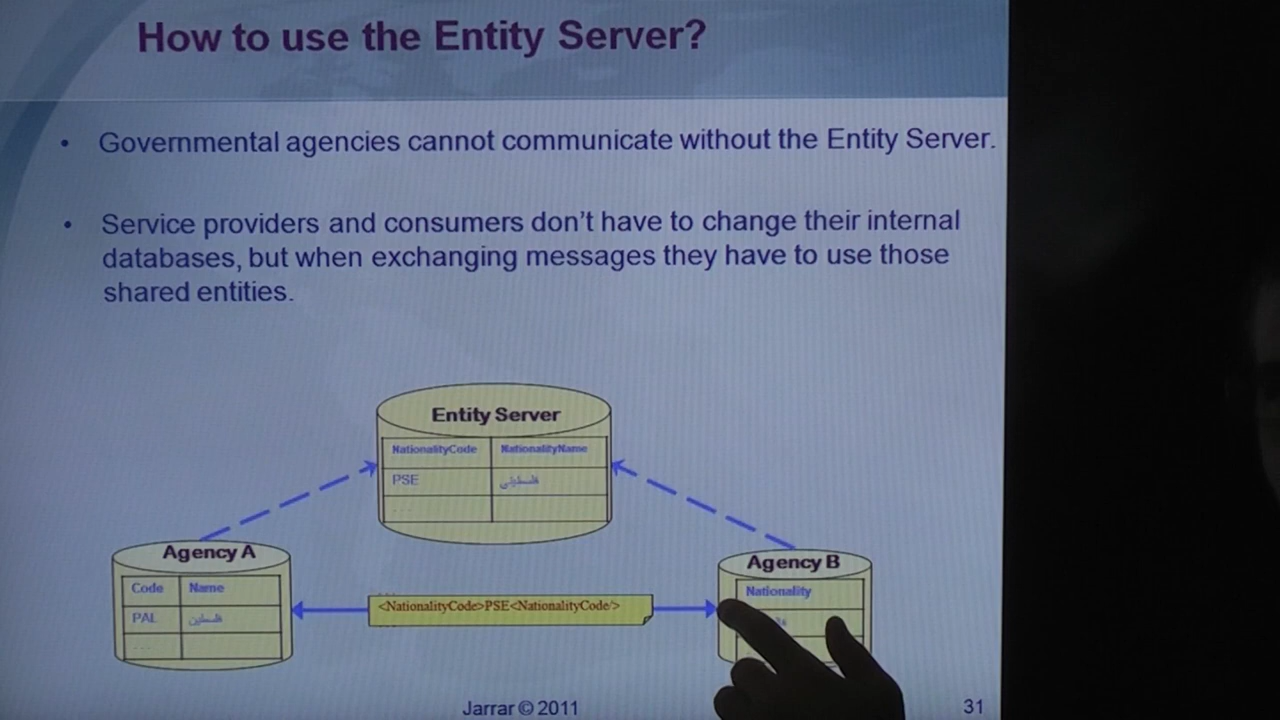 How to use the Entity Server?
• Governmental agencies cannot communicate without the Entity Server.
• Service providers and consumers don't have to change their internal
databases, but when exchanging messages they have to use those
shared entities.
Entity Server
NationalityCode NationalityName
PSE فلسطيني
...
Agency A
Code Name
PAL فلسطين
...
<NationalityCode>PSE<NationalityCode/>
Agency B
Nationality
Jarrar © 2011
31